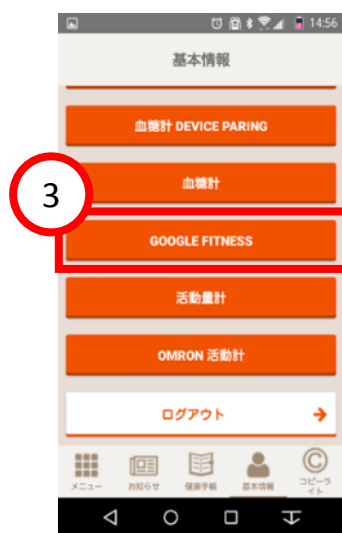 14:56
基本情報
血糖計 DEVICE PARING
血糖計
3
GOOGLE FITNESS
活動量計
OMRON 活動計
ログアウト
メニュー
お知らせ
健康手帳
基本情報
コピーラ
イト